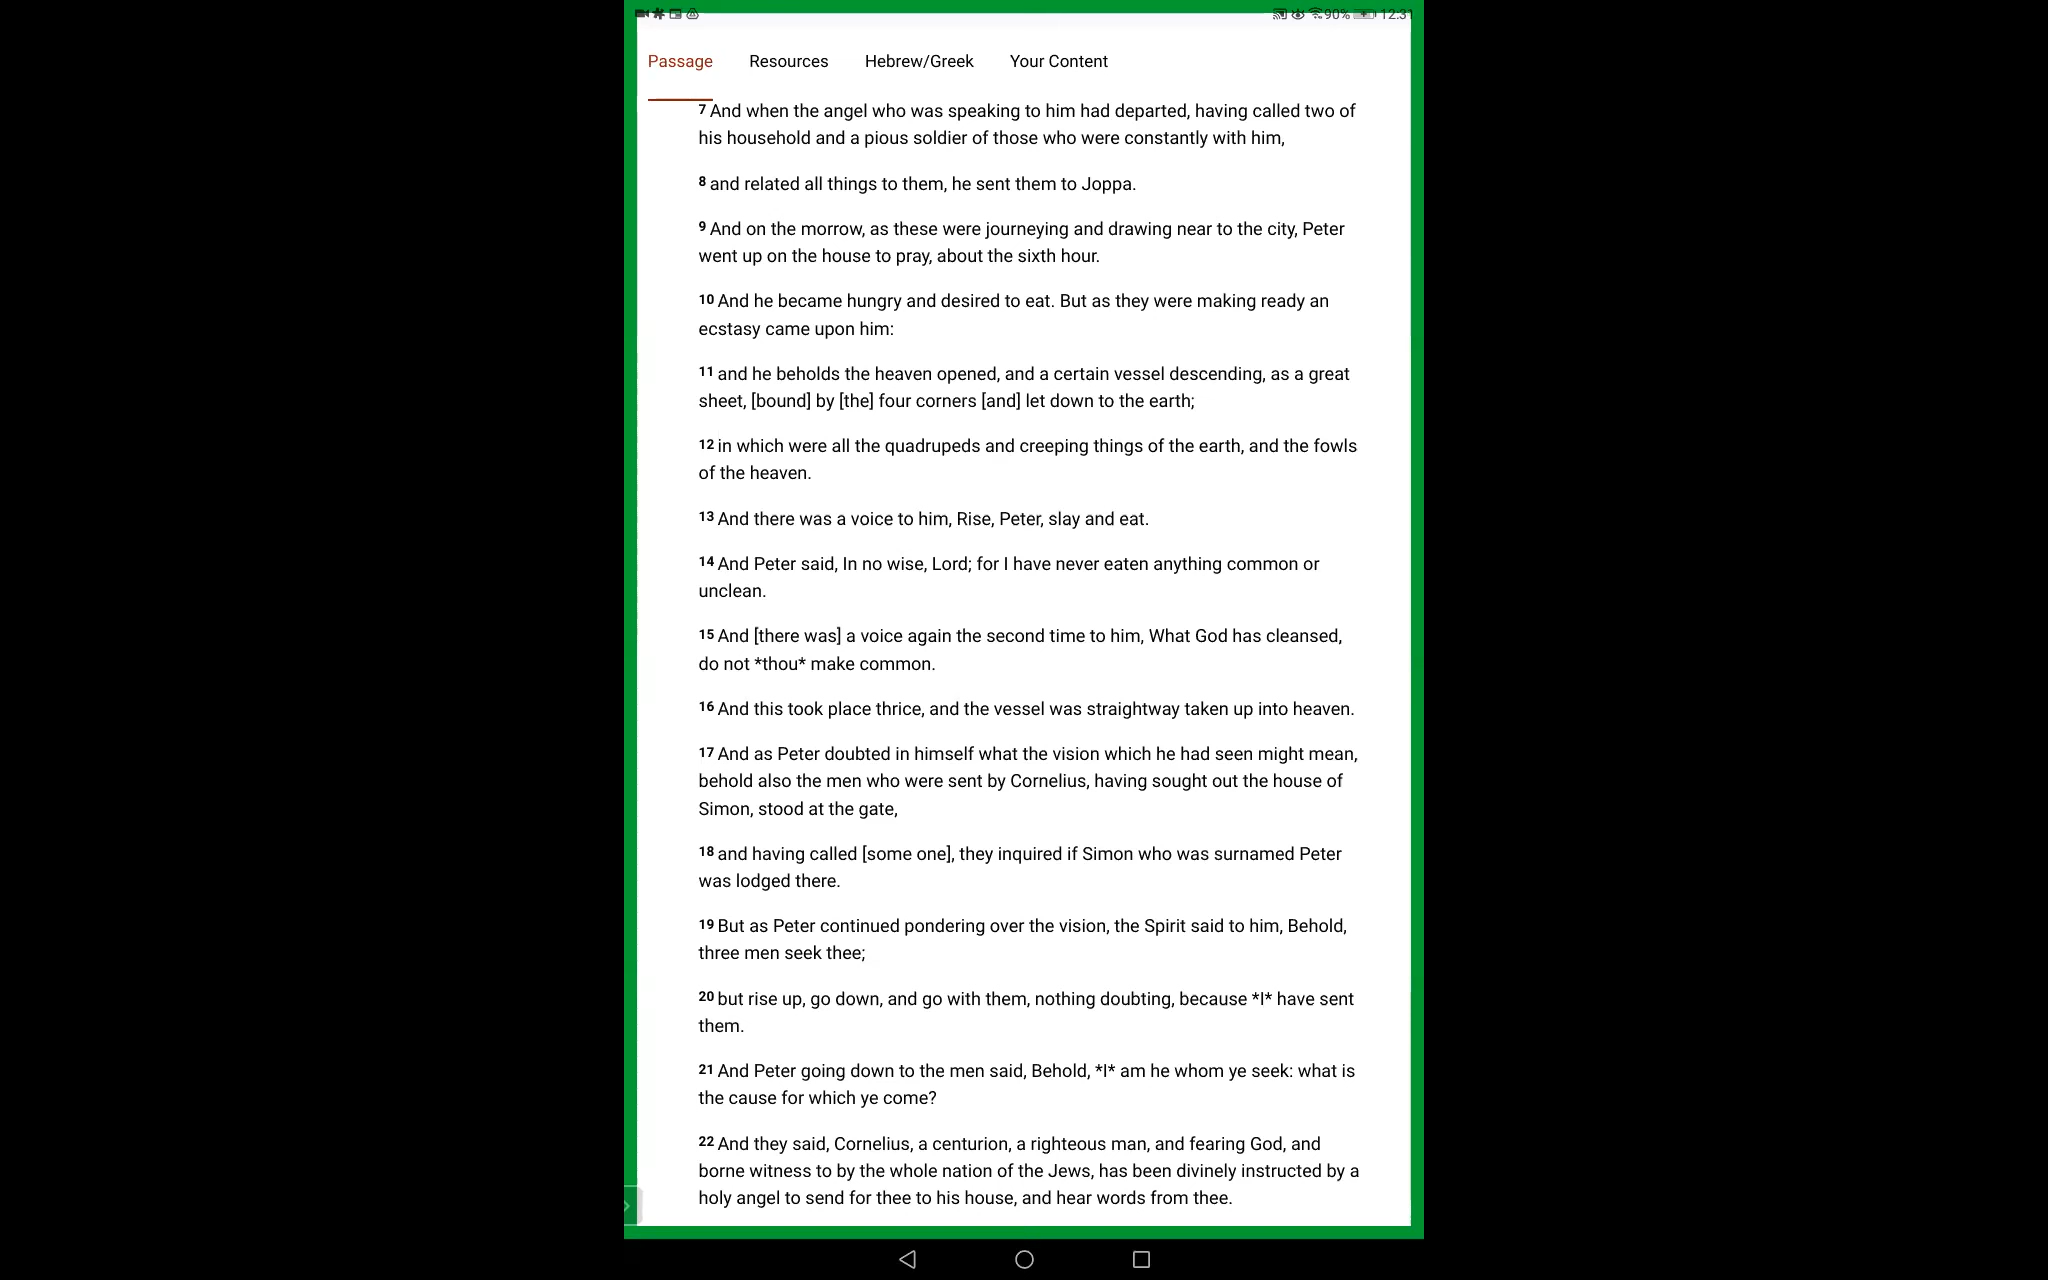 90% 12:31
Passage Resources Hebrew/Greek Your Content
7 And when the angel who was speaking to him had departed, having called two of
his household and a pious soldier of those who were constantly with him,
8 and related all things to them, he sent them to Joppa.
9 And on the morrow, as these were journeying and drawing near to the city, Peter
went up on the house to pray, about the sixth hour.
10 And he became hungry and desired to eat. But as they were making ready an
ecstasy came upon him:
11 and he beholds the heaven opened, and a certain vessel descending, as a great
sheet, [bound] by [the] four corners [and] let down to the earth;
12 in which were all the quadrupeds and creeping things of the earth, and the fowls
of the heaven.
13 And there was a voice to him, Rise, Peter, slay and eat.
14 And Peter said, In no wise, Lord; for I have never eaten anything common or
unclean.
15 And [there was] a voice again the second time to him, What God has cleansed,
do not *thou* make common.
16 And this took place thrice, and the vessel was straightway taken up into heaven.
17 And as Peter doubted in himself what the vision which he had seen might mean,
behold also the men who were sent by Cornelius, having sought out the house of
Simon, stood at the gate,
18 and having called [some one], they inquired if Simon who was surnamed Peter
was lodged there.
19 But as Peter continued pondering over the vision, the Spirit said to him, Behold,
three men seek thee;
20 but rise up, go down, and go with them, nothing doubting, because *I* have sent
them.
21 And Peter going down to the men said, Behold, *I* am he whom ye seek: what is
the cause for which ye come?
22 And they said, Cornelius, a centurion, a righteous man, and fearing God, and
borne witness to by the whole nation of the Jews, has been divinely instructed by a
holy angel to send for thee to his house, and hear words from thee.